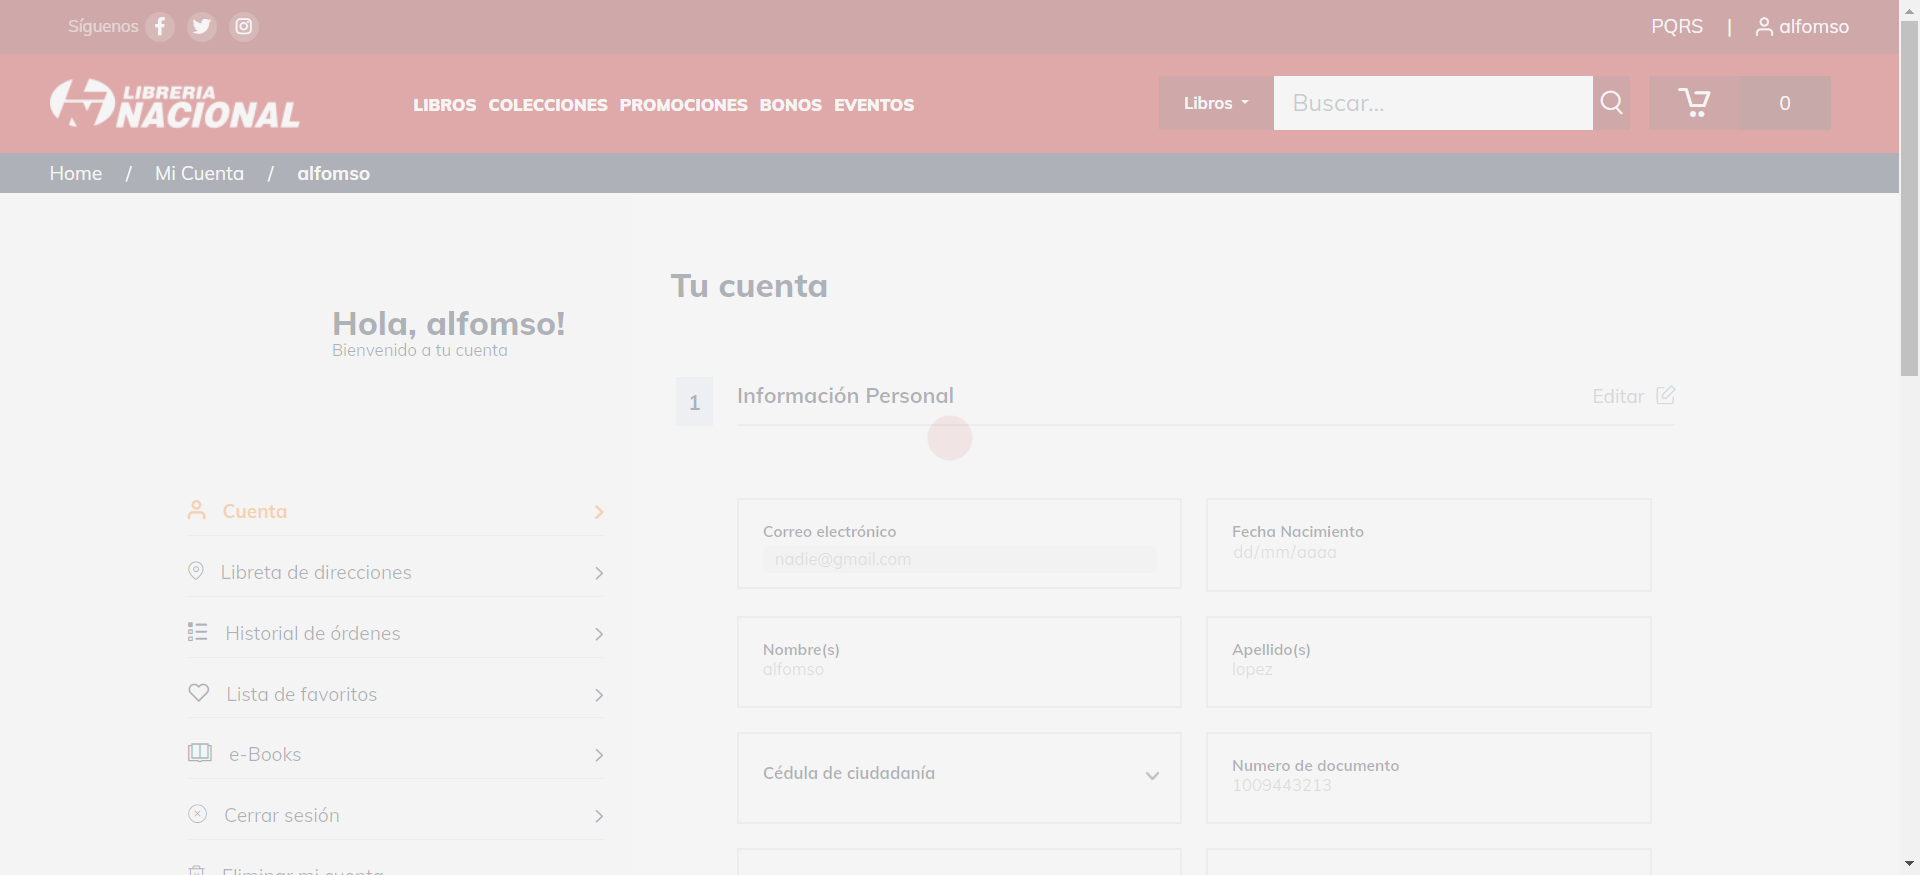 Síguenos
PQRS | alfomso
LIBRERIA
NACIONAL
LIBROS COLECCIONES PROMOCIONES BONOS EVENTOS
Libros
Buscar...
0
Home / Mi Cuenta / alfomso
Tu cuenta
Hola, alfomso!
Bienvenido a tu cuenta
1
Información Personal
Editar
Cuenta
Libreta de direcciones
Historial de órdenes
Lista de favoritos
e-Books
Cerrar sesión
Eliminar mi cuenta
Correo electrónico
nadie@gmail.com
Fecha Nacimiento
dd/mm/aaaa
Nombre(s)
alfomso
Apellido(s)
lopez
Cédula de ciudadanía
Numero de documento
1009443213